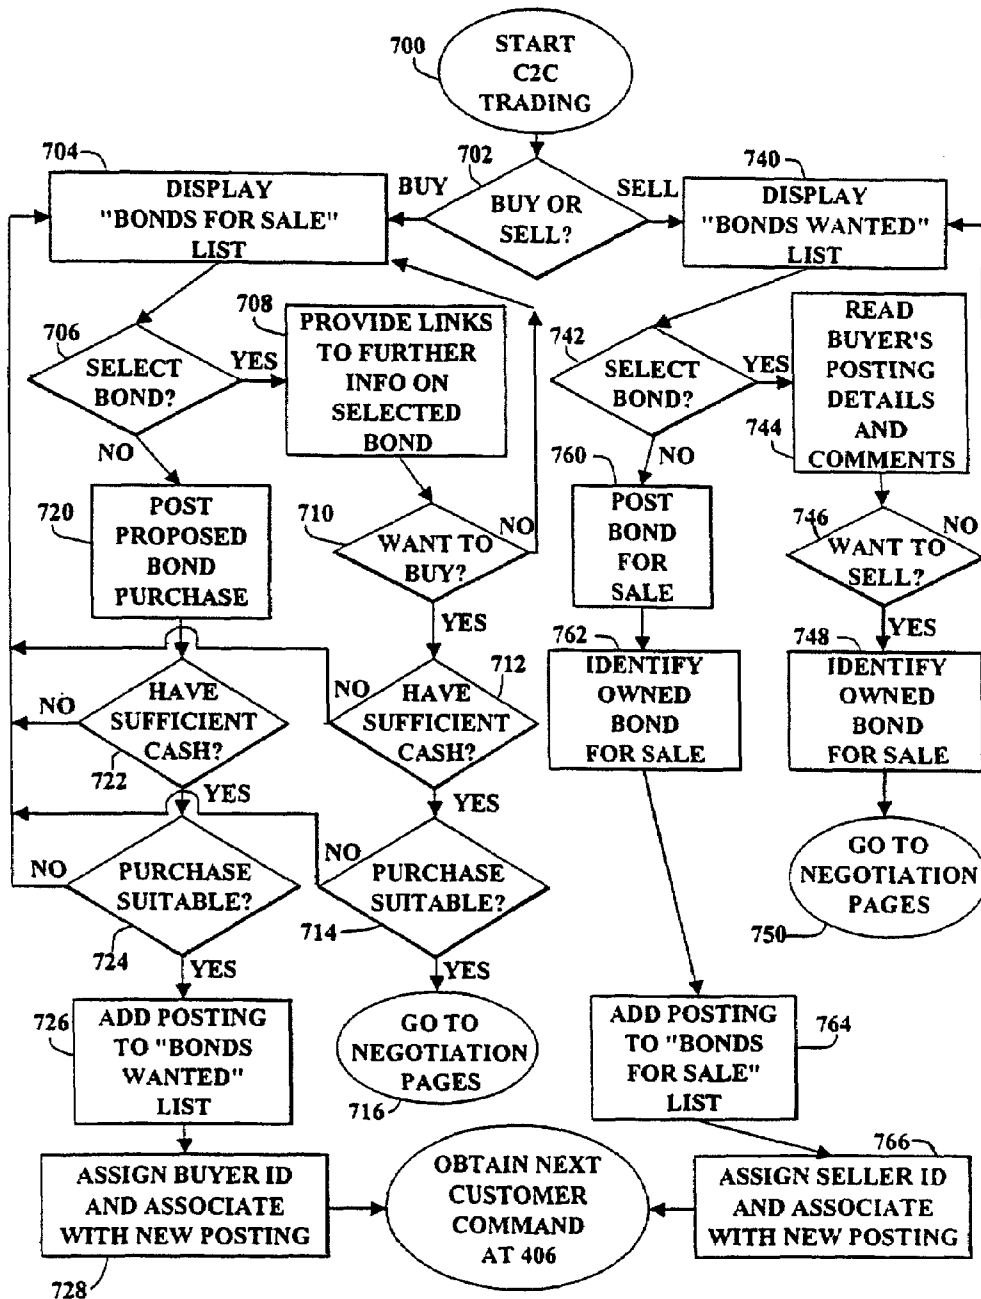 700
START
C2C
TRADING
704
DISPLAY
"BONDS FOR SALE"
LIST
BUY
702
BUY OR
SELL?
SELL
740
DISPLAY
"BONDS WANTED"
LIST
706
SELECT
BOND?
YES
NO
708
PROVIDE LINKS
TO FURTHER
INFO ON
SELECTED
BOND
742
SELECT
BOND?
YES
NO
READ
BUYER'S
POSTING
DETAILS
AND
COMMENTS
744
720
POST
PROPOSED
BOND
PURCHASE
710
WANT TO
BUY?
NO
YES
760
POST
BOND
FOR
SALE
746
WANT TO
SELL?
NO
YES
NO
HAVE
SUFFICIENT
CASH?
722
YES
NO
HAVE
SUFFICIENT
CASH?
712
YES
762
IDENTIFY
OWNED
BOND
FOR SALE
748
IDENTIFY
OWNED
BOND
FOR SALE
NO
PURCHASE
SUITABLE?
724
YES
NO
PURCHASE
SUITABLE?
714
YES
GO TO
NEGOTIATION
PAGES
750
726
ADD POSTING
TO "BONDS
WANTED"
LIST
GO TO
NEGOTIATION
PAGES
716
ADD POSTING
TO "BONDS
FOR SALE"
LIST
764
ASSIGN BUYER ID
AND ASSOCIATE
WITH NEW POSTING
728
OBTAIN NEXT
CUSTOMER
COMMAND
AT 406
766
ASSIGN SELLER ID
AND ASSOCIATE
WITH NEW POSTING